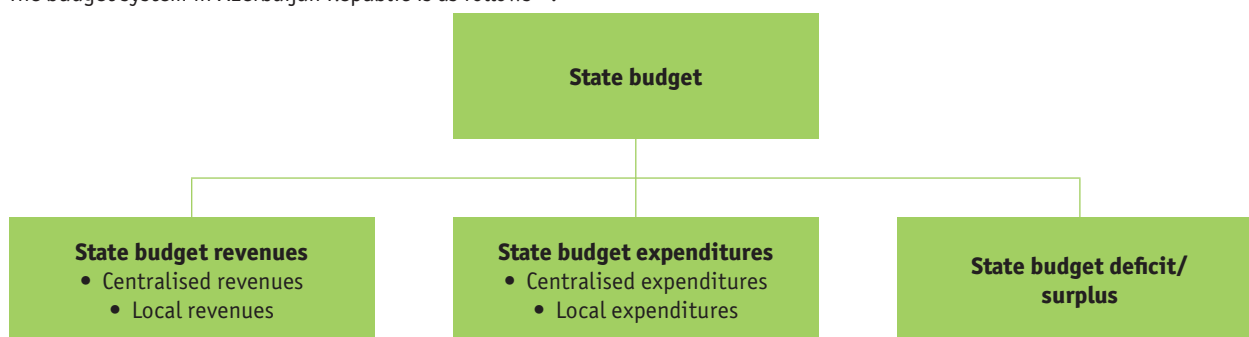 State budget
State budget revenues
• Centralised revenues
• Local revenues
State budget expenditures
• Centralised expenditures
• Local expenditures
State budget deficit/
surplus